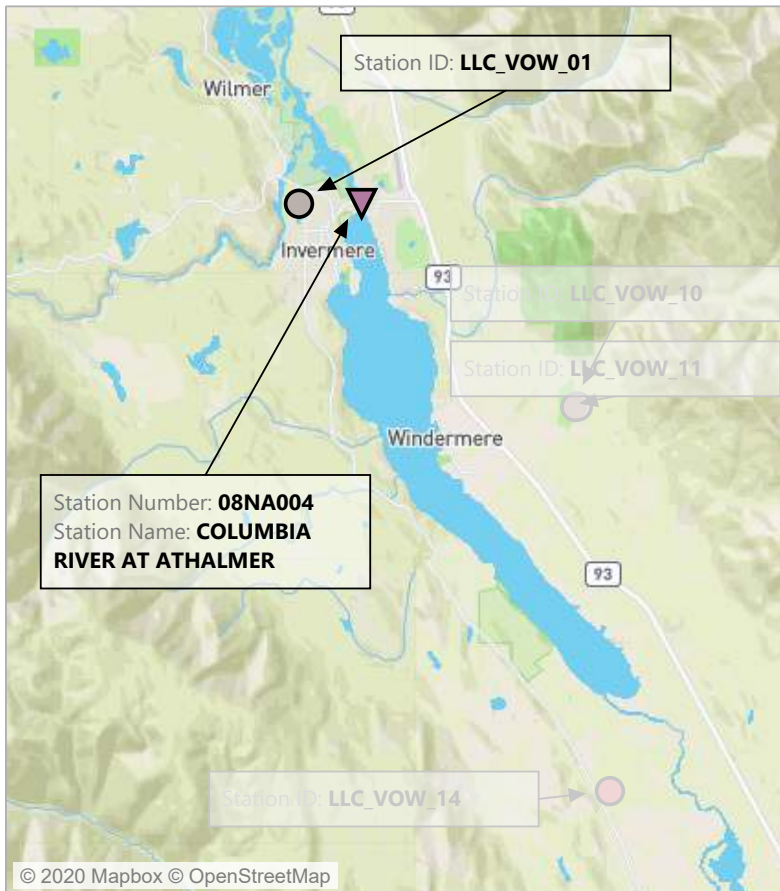 Station ID: LLC_VOW_01
Wilmer
Invermere
93
Station ID: LLC_VOW_10
Station ID: LLC_VOW_11
Windermere
Station Number: 08NA004
Station Name: COLUMBIA
RIVER AT ATHALMER
93
Station ID: LLC_VOW_14
© 2020 Mapbox © OpenStreetMap